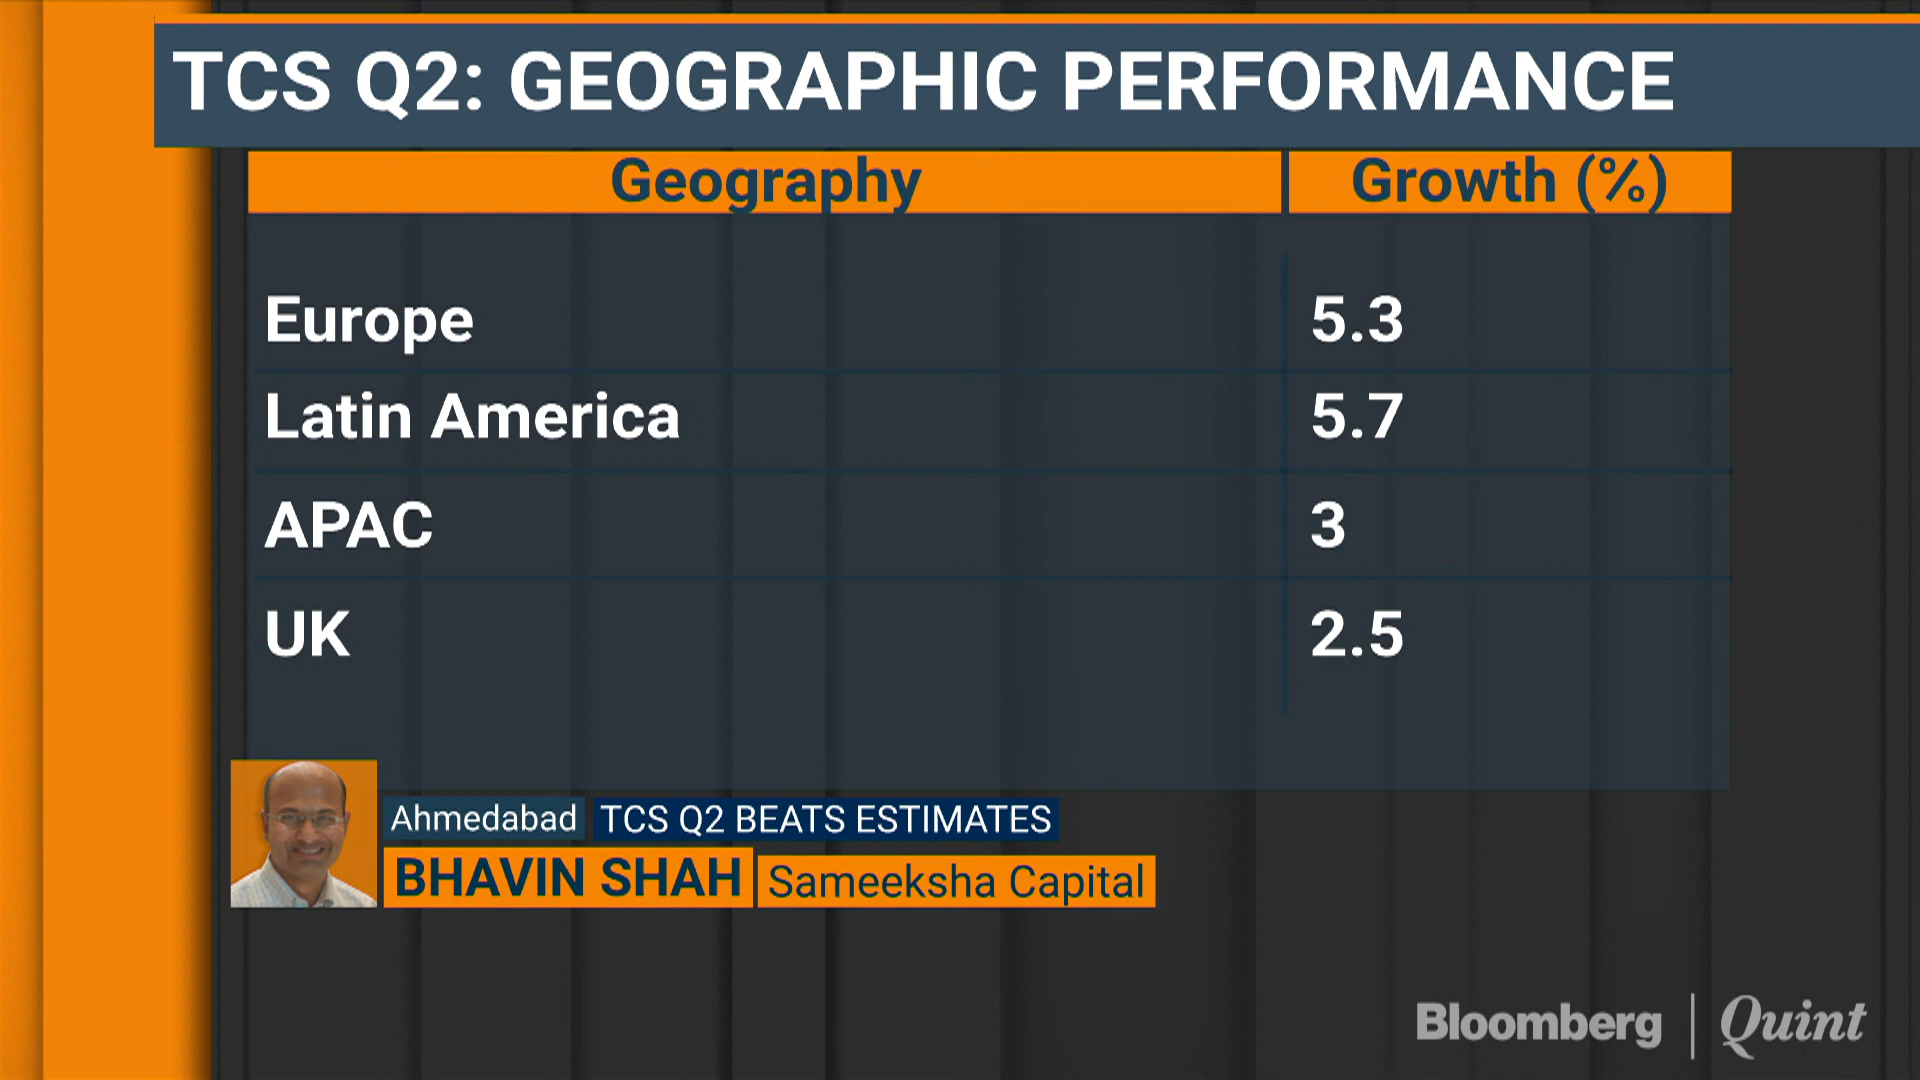 TCS Q2: GEOGRAPHIC PERFORMANCE
Geography Growth (%)
Europe 5.3
Latin America 5.7
APAC 3
UK 2.5
Ahmedabad TCS Q2 BEATS ESTIMATES
BHAVIN SHAH Sameeksha Capital
Bloomberg | Quint